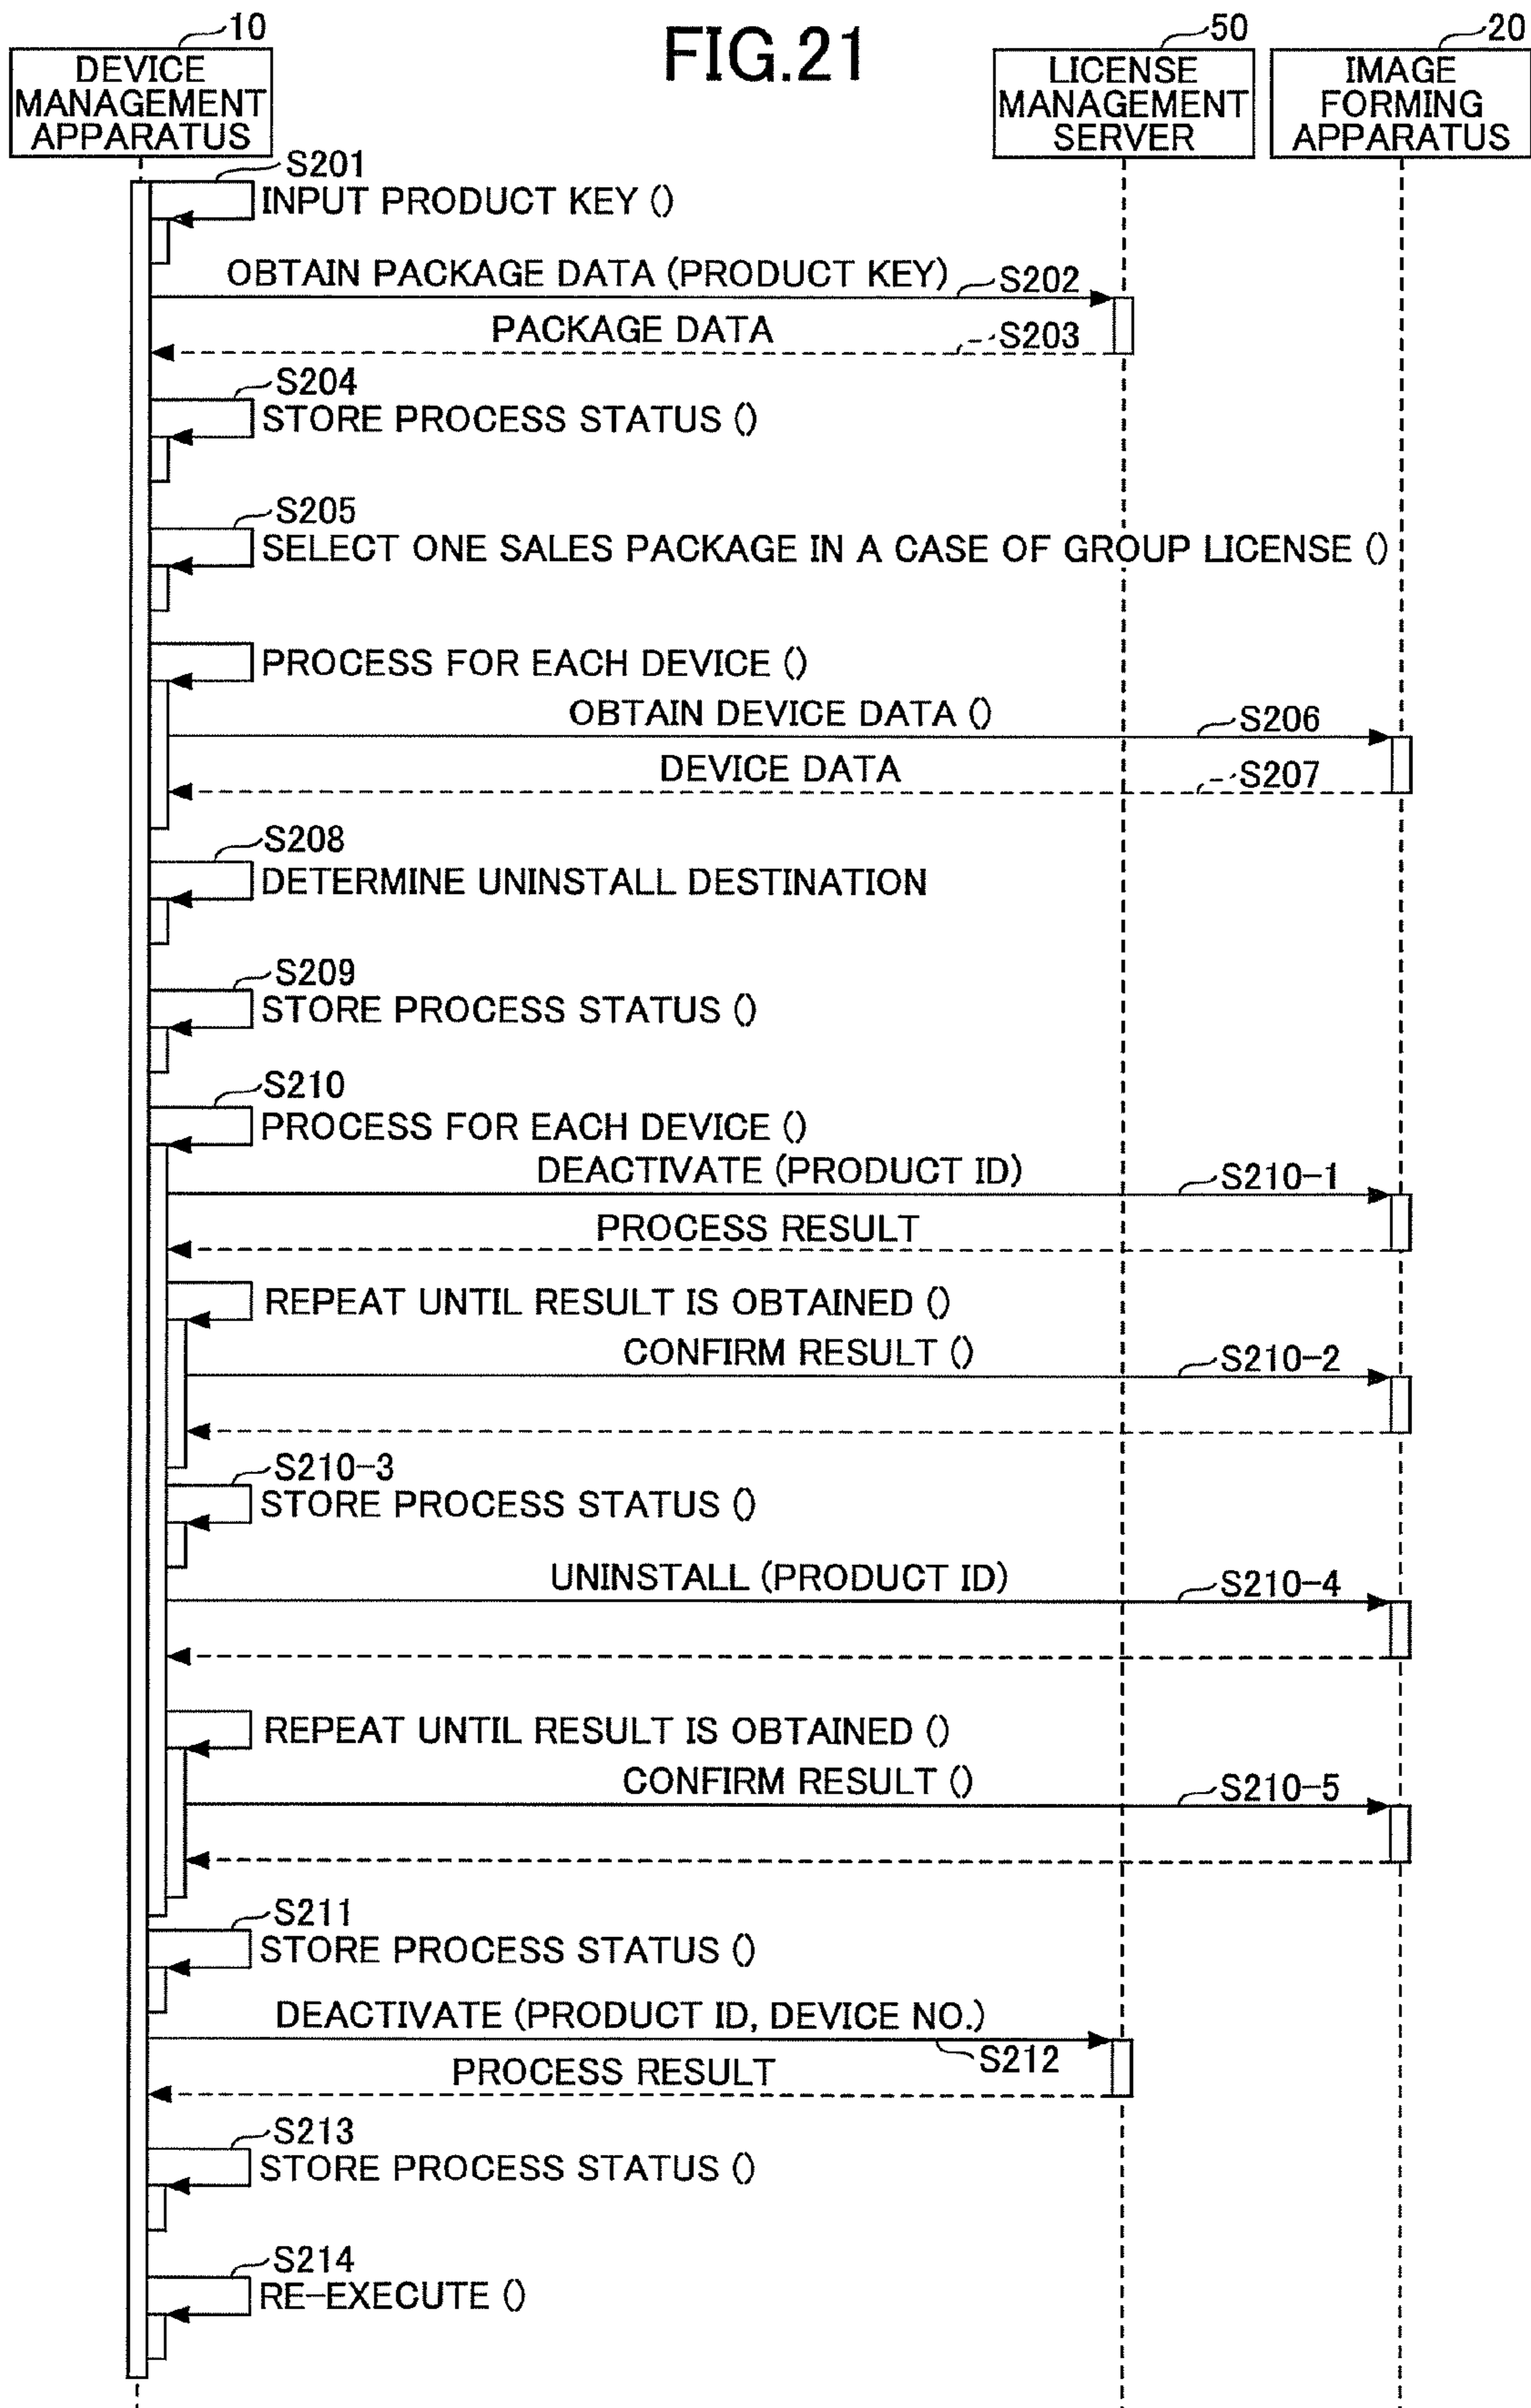 FIG.21
10
DEVICE
MANAGEMENT
APPARATUS
50
LICENSE
MANAGEMENT
SERVER
20
IMAGE
FORMING
APPARATUS
S201
INPUT PRODUCT KEY ()
OBTAIN PACKAGE DATA (PRODUCT KEY)
S202
PACKAGE DATA
S203
S204
STORE PROCESS STATUS ()
S205
SELECT ONE SALES PACKAGE IN A CASE OF GROUP LICENSE ()
PROCESS FOR EACH DEVICE ()
OBTAIN DEVICE DATA ()
S206
DEVICE DATA
S207
S208
DETERMINE UNINSTALL DESTINATION
S209
STORE PROCESS STATUS ()
S210
PROCESS FOR EACH DEVICE ()
DEACTIVATE (PRODUCT ID)
S210-1
PROCESS RESULT
REPEAT UNTIL RESULT IS OBTAINED ()
CONFIRM RESULT ()
S210-2
S210-3
STORE PROCESS STATUS ()
UNINSTALL (PRODUCT ID)
S210-4
REPEAT UNTIL RESULT IS OBTAINED ()
CONFIRM RESULT ()
S210-5
S211
STORE PROCESS STATUS ()
DEACTIVATE (PRODUCT ID, DEVICE NO.)
S212
PROCESS RESULT
S213
STORE PROCESS STATUS ()
S214
RE-EXECUTE ()